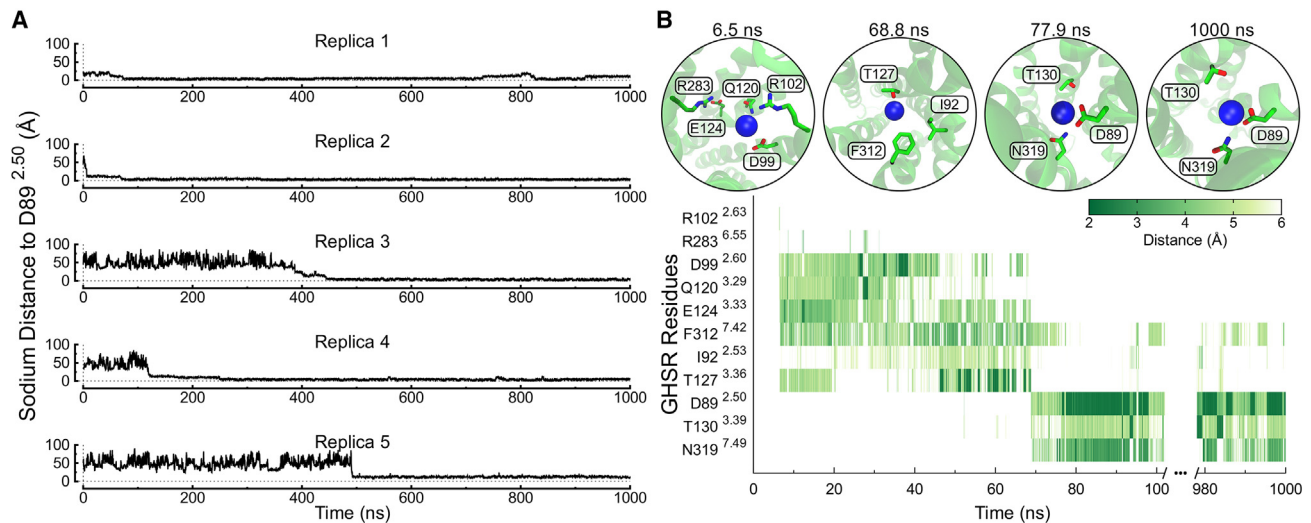 A
Sodium Distance to D89 2.50 (Å)
Replica 1
100
50
0
0 200 400 600 800 1000
Replica 2
100
50
0
0 200 400 600 800 1000
Replica 3
100
50
0
0 200 400 600 800 1000
Replica 4
100
50
0
0 200 400 600 800 1000
Replica 5
100
50
0
0 200 400 600 800 1000
Time (ns)
B
6.5 ns 68.8 ns 77.9 ns 1000 ns
R283 Q120 R102
E124
D99
T127
I92
F312
T130
D89
N319
T130
D89
N319
2 3 4 5 6
Distance (Å)
GHSR Residues
R102 2.63
R283 6.55
D99 2.60
Q120 3.29
E124 3.33
F312 7.42
I92 2.53
T127 3.36
D89 2.50
T130 3.39
N319 7.49
0 20 40 60 80 100 ••• 980 1000
Time (ns)